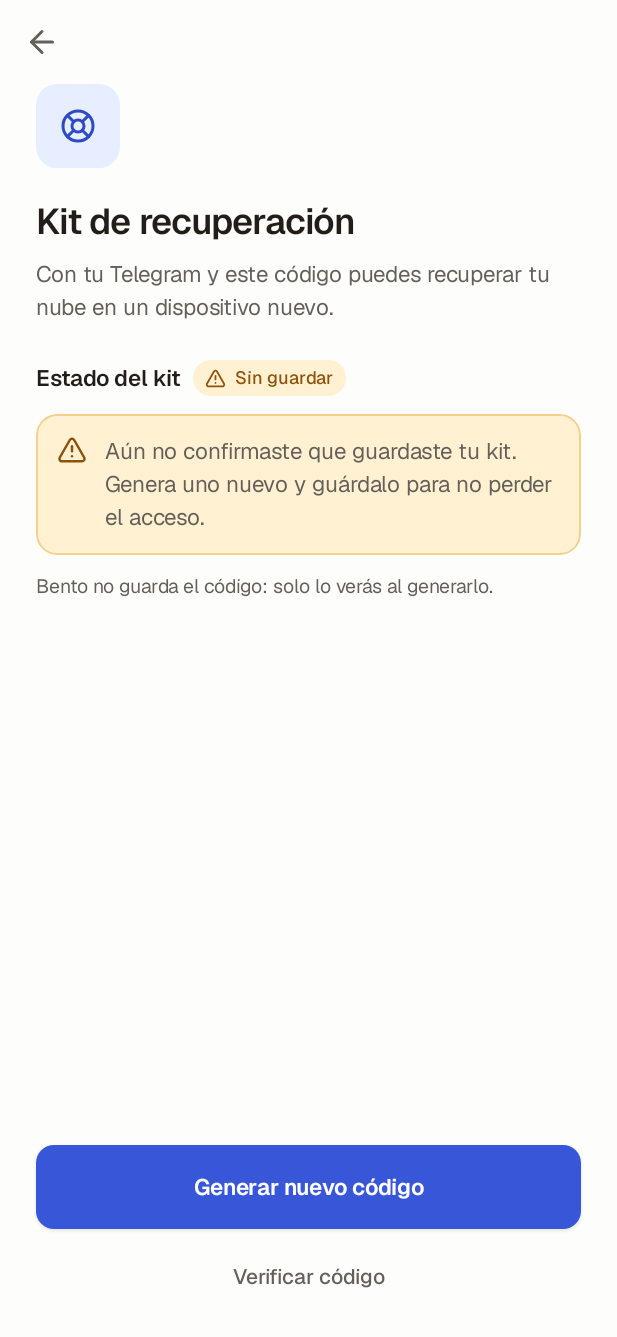 Kit de recuperación
Con tu Telegram y este código puedes recuperar tu
nube en un dispositivo nuevo.
Estado del kit
Sin guardar
Aún no confirmaste que guardaste tu kit.
Genera uno nuevo y guárdalo para no perder
el acceso.
Bento no guarda el código: solo lo verás al generarlo.
Generar nuevo código
Verificar código